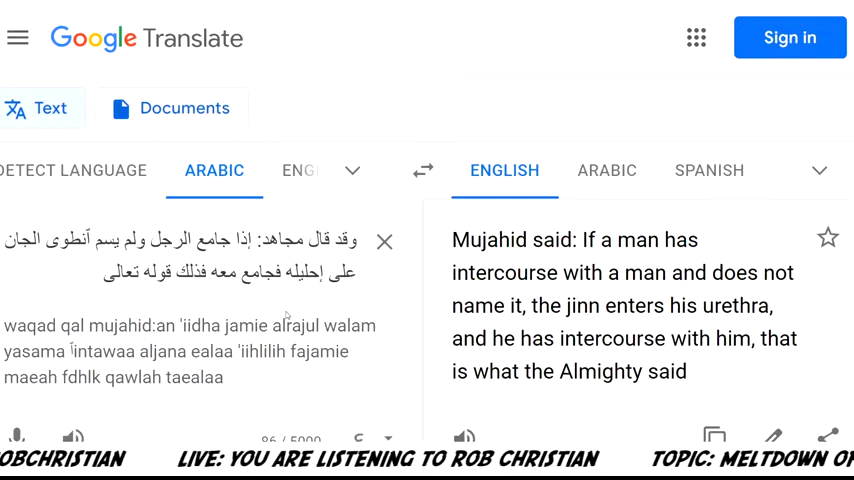 Google Translate
Sign in
Text
Documents
DETECT LANGUAGE
ARABIC
ENGL
ENGLISH
ARABIC
SPANISH
وقد قال مجاهد: إذا جامع الرجل ولم يسم ٱنطوى الجان
على إحليله فجامع معه فذلك قوله تعالى
waqad qal mujahid:an 'iidha jamie alrajul walam
yasama ٱintawaa aljana ealaa 'iihlilih fajamie
maeah fdhlk qawlah taealaa
Mujahid said: If a man has
intercourse with a man and does not
name it, the jinn enters his urethra,
and he has intercourse with him, that
is what the Almighty said
86 / 5000
OBCHRISTIAN
LIVE: YOU ARE LISTENING TO ROB CHRISTIAN
TOPIC: MELTDOWN